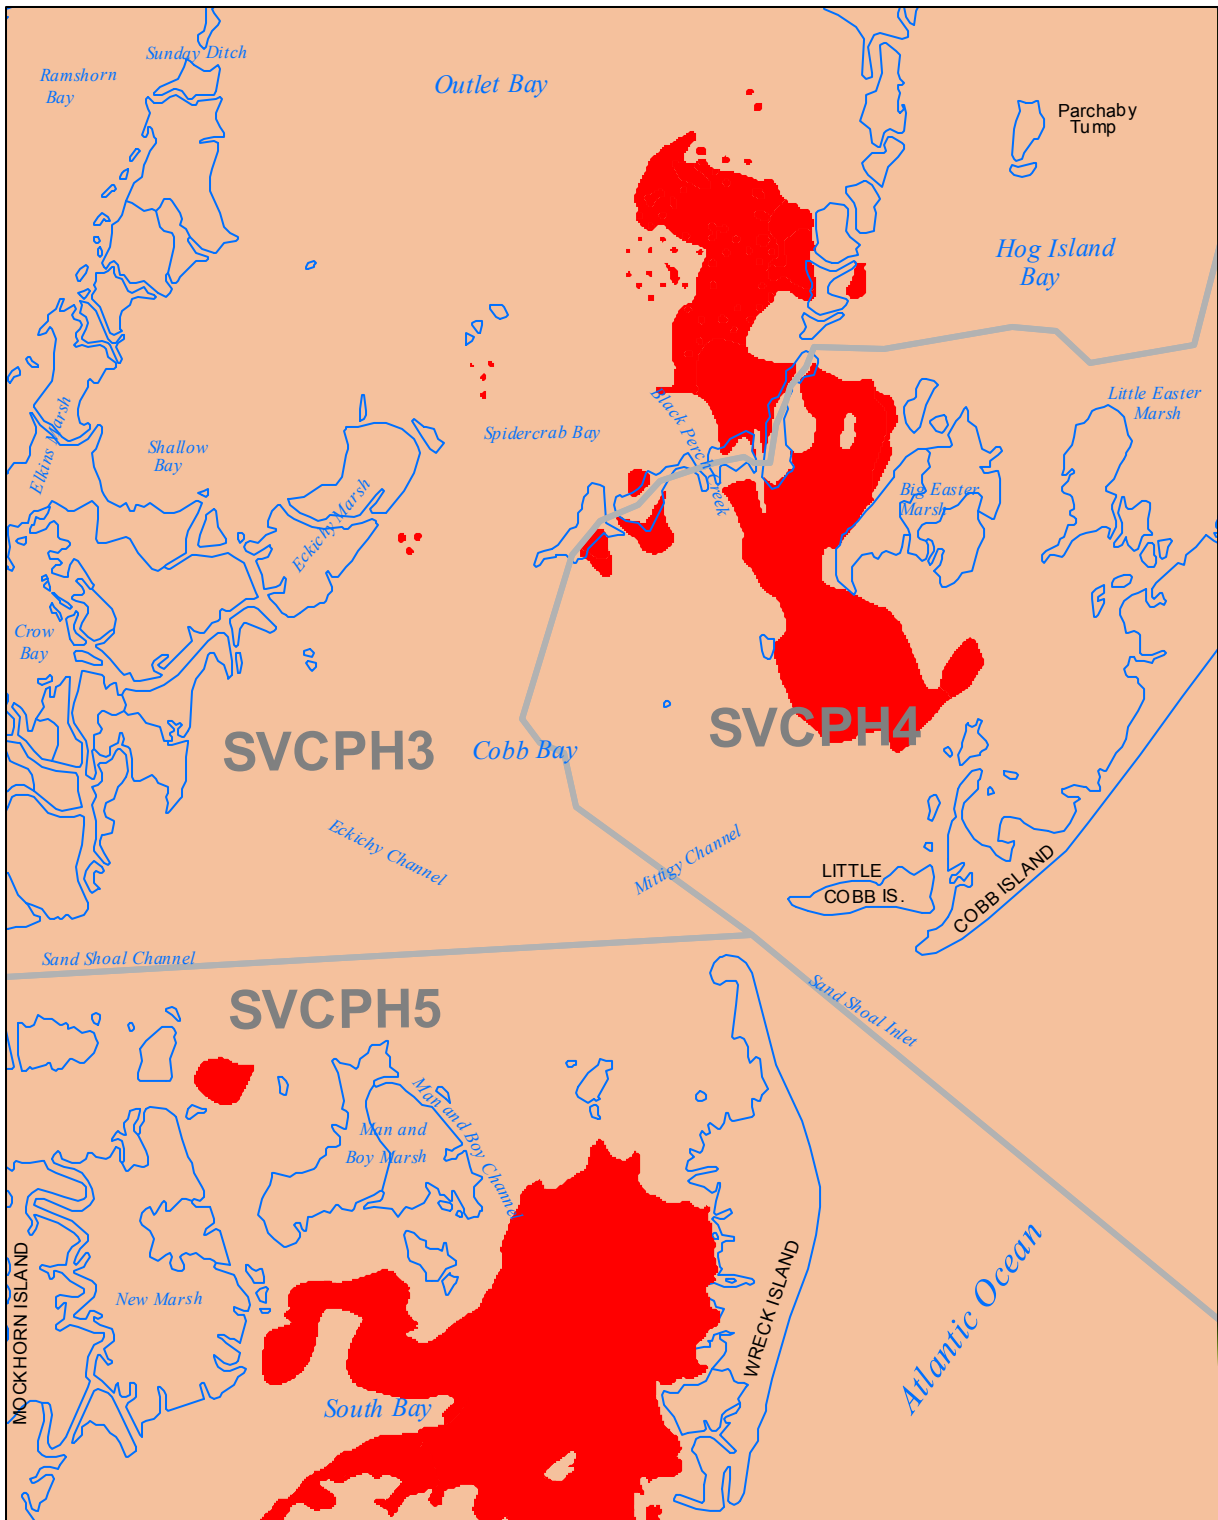 Sunday Ditch
Ramshorn
Bay
Outlet Bay
Parchaby
Tump
Hog Island
Bay
Little Easter
Marsh
Black Perch Creek
Elkins Marsh
Shallow
Bay
Spidercrab Bay
Eckichy Marsh
Big Easter
Marsh
Crow
Bay
SVCPH3
Cobb Bay
SVCPH4
Eckichy Channel
Mittigy Channel
LITTLE
COBB IS.
COBB ISLAND
Sand Shoal Channel
SVCPH5
Sand Shoal Inlet
Man and Boy Channel
Man and
Boy Marsh
MOCKHORN ISLAND
New Marsh
WRECK ISLAND
Atlantic Ocean
South Bay